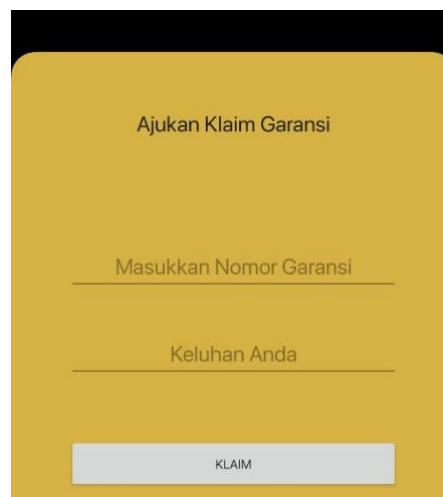 Ajukan Klaim Garansi
Masukkan Nomor Garansi
Keluhan Anda
KLAIM